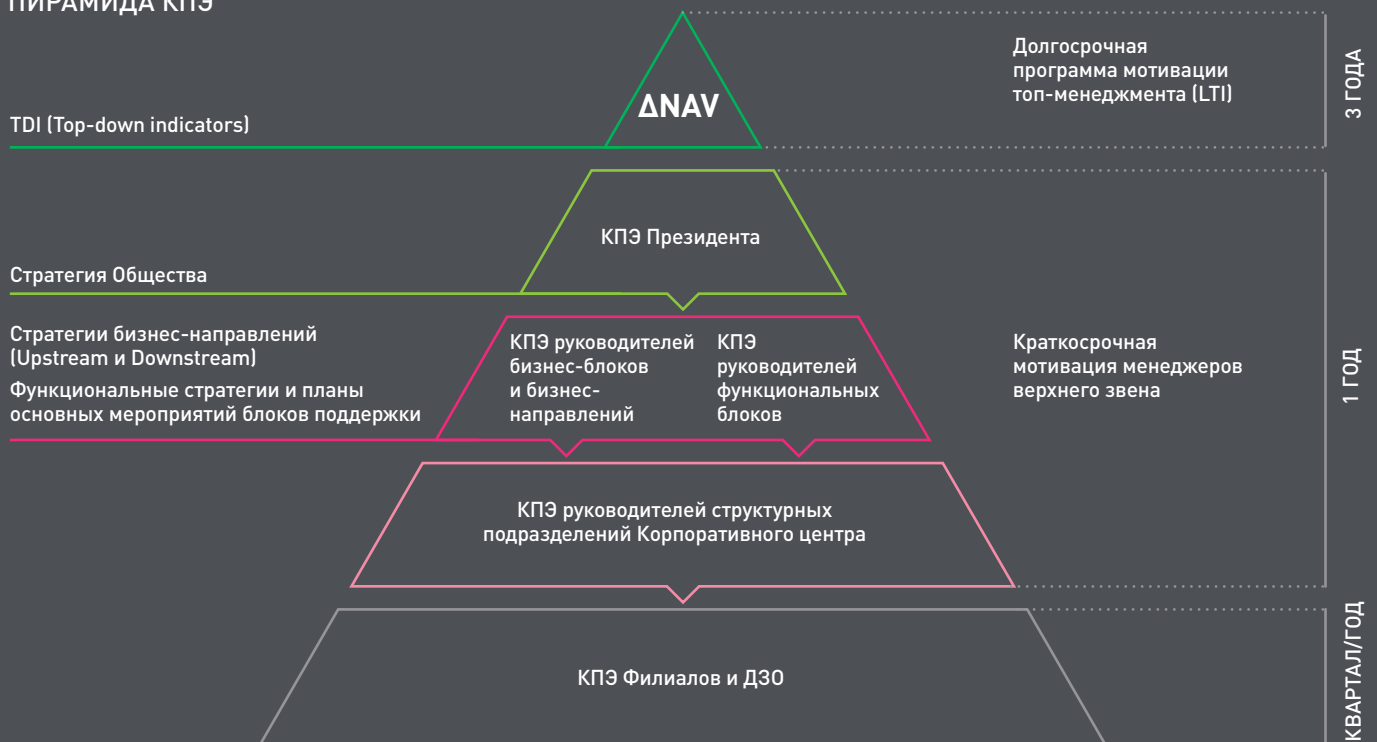 ПИРАМИДА КПЭ
Долгосрочная
программа мотивации
топ-менеджмента (LTI)
3 ГОДА
ΔNAV
TDI (Top-down indicators)
КПЭ Президента
Стратегия Общества
Стратегии бизнес-направлений
(Upstream и Downstream)
Функциональные стратегии и планы
основных мероприятий блоков поддержки
КПЭ руководителей
бизнес-блоков
и бизнес-
направлений
КПЭ
руководителей
функциональных
блоков
Краткосрочная
мотивация менеджеров
верхнего звена
1 ГОД
КПЭ руководителей структурных
подразделений Корпоративного центра
КПЭ Филиалов и ДЗО
КВАРТАЛ/ГОД